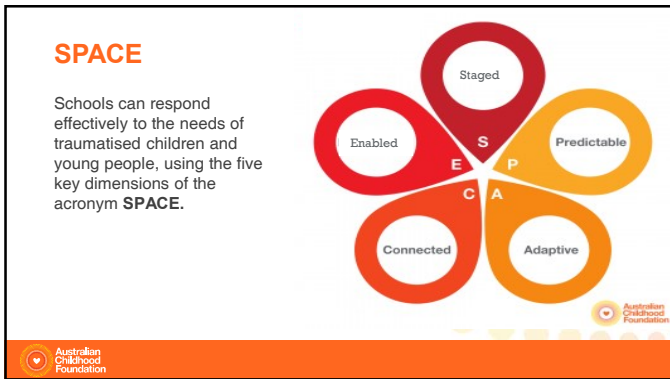 SPACE
Schools can respond
effectively to the needs of
traumatised children and
young people, using the five
key dimensions of the
acronym SPACE.
Staged
S
Enabled
E
Predictable
P
Connected
C
Adaptive
A
Australian
Childhood
Foundation
Australian
Childhood
Foundation